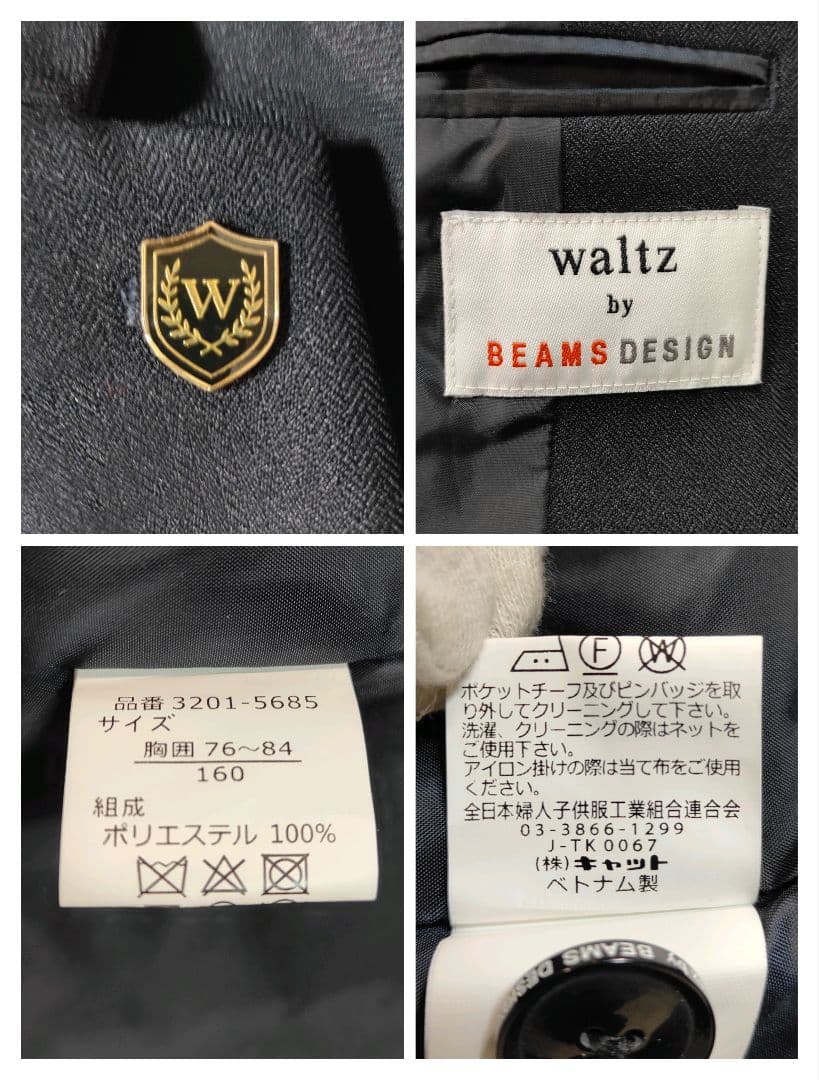 W
waltz
by
BEAMS DESIGN
品番 3201-5685
サイズ
胸囲 76～84
160
組成
ポリエステル 100%
F
W
ポケットチーフ及びピンバッジを取
り外してクリーニングして下さい。
洗濯、クリーニングの際はネットを
ご使用下さい。
アイロン掛けの際は当て布をご使用
ください。
全日本婦人子供服工業組合連合会
03-3866-1299
J-TK0067
(株)キャット
ベトナム製
by BEAMS DESIGN